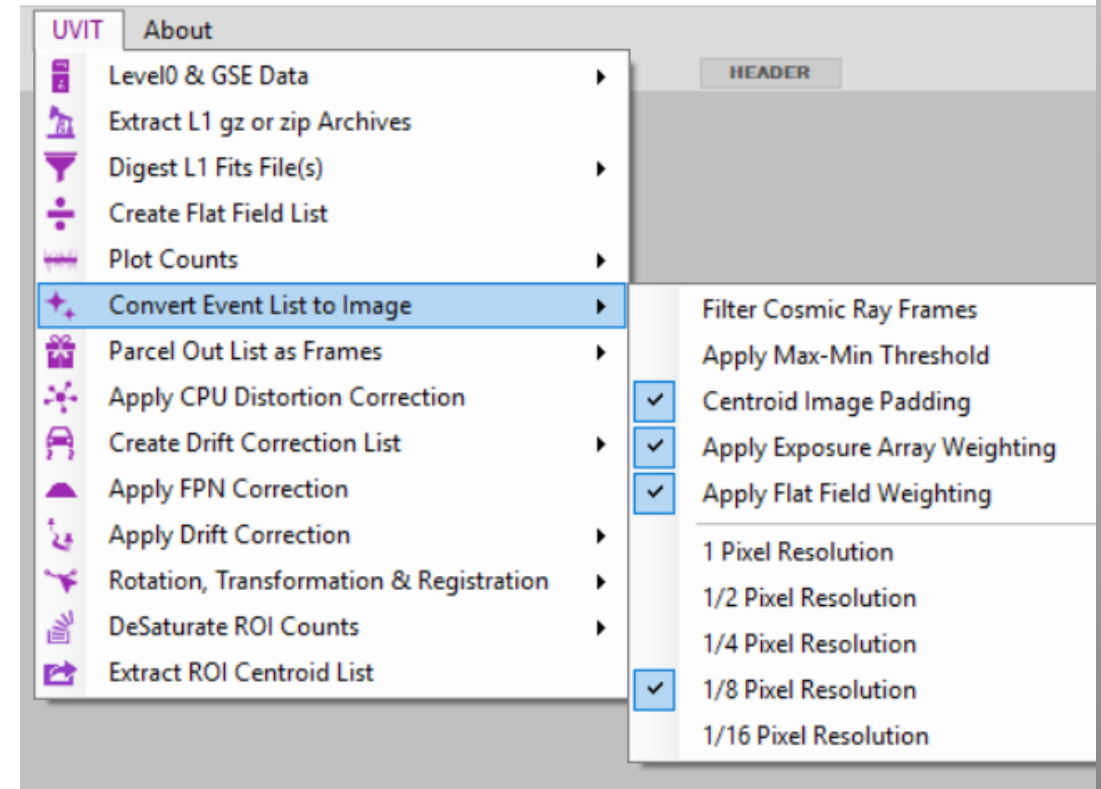 UVIT About
HEADER
Level0 & GSE Data
Extract L1 gz or zip Archives
Digest L1 Fits File(s)
Create Flat Field List
Plot Counts
Convert Event List to Image
Parcel Out List as Frames
Apply CPU Distortion Correction
Create Drift Correction List
Apply FPN Correction
Apply Drift Correction
Rotation, Transformation & Registration
DeSaturate ROI Counts
Extract ROI Centroid List
Filter Cosmic Ray Frames
Apply Max-Min Threshold
Centroid Image Padding
Apply Exposure Array Weighting
Apply Flat Field Weighting
1 Pixel Resolution
1/2 Pixel Resolution
1/4 Pixel Resolution
1/8 Pixel Resolution
1/16 Pixel Resolution